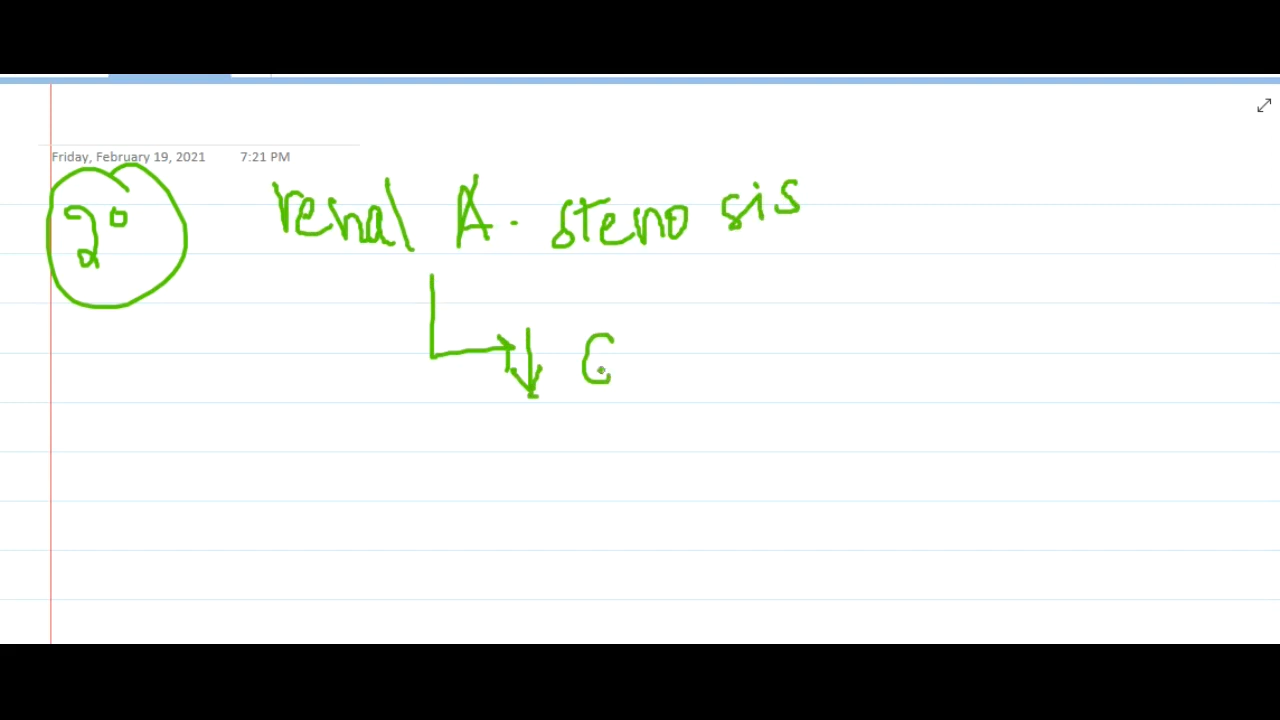 Friday, February 19, 2021 7:21 PM
2° renal A. stenosis
↓